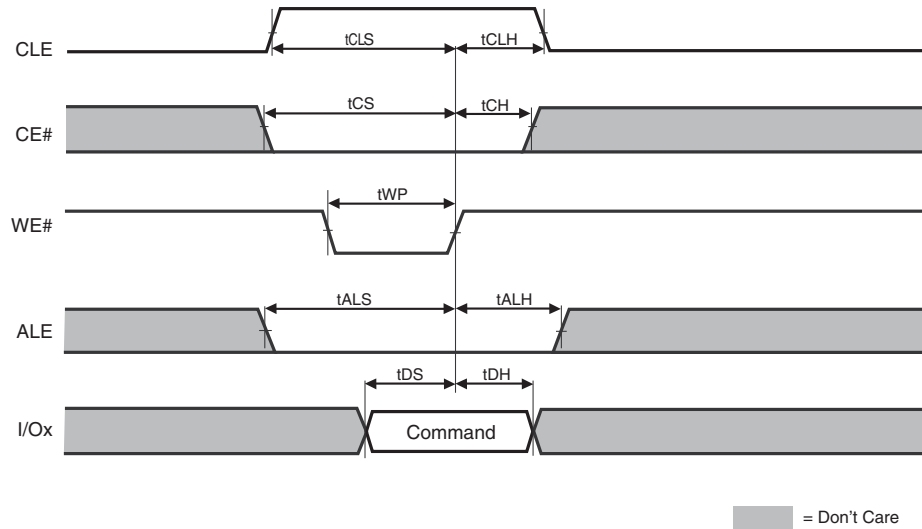 CLE
tCLS
tCLH
CE#
tCS
tCH
WE#
tWP
ALE
tALS
tALH
I/Ox
tDS
tDH
Command
= Don't Care